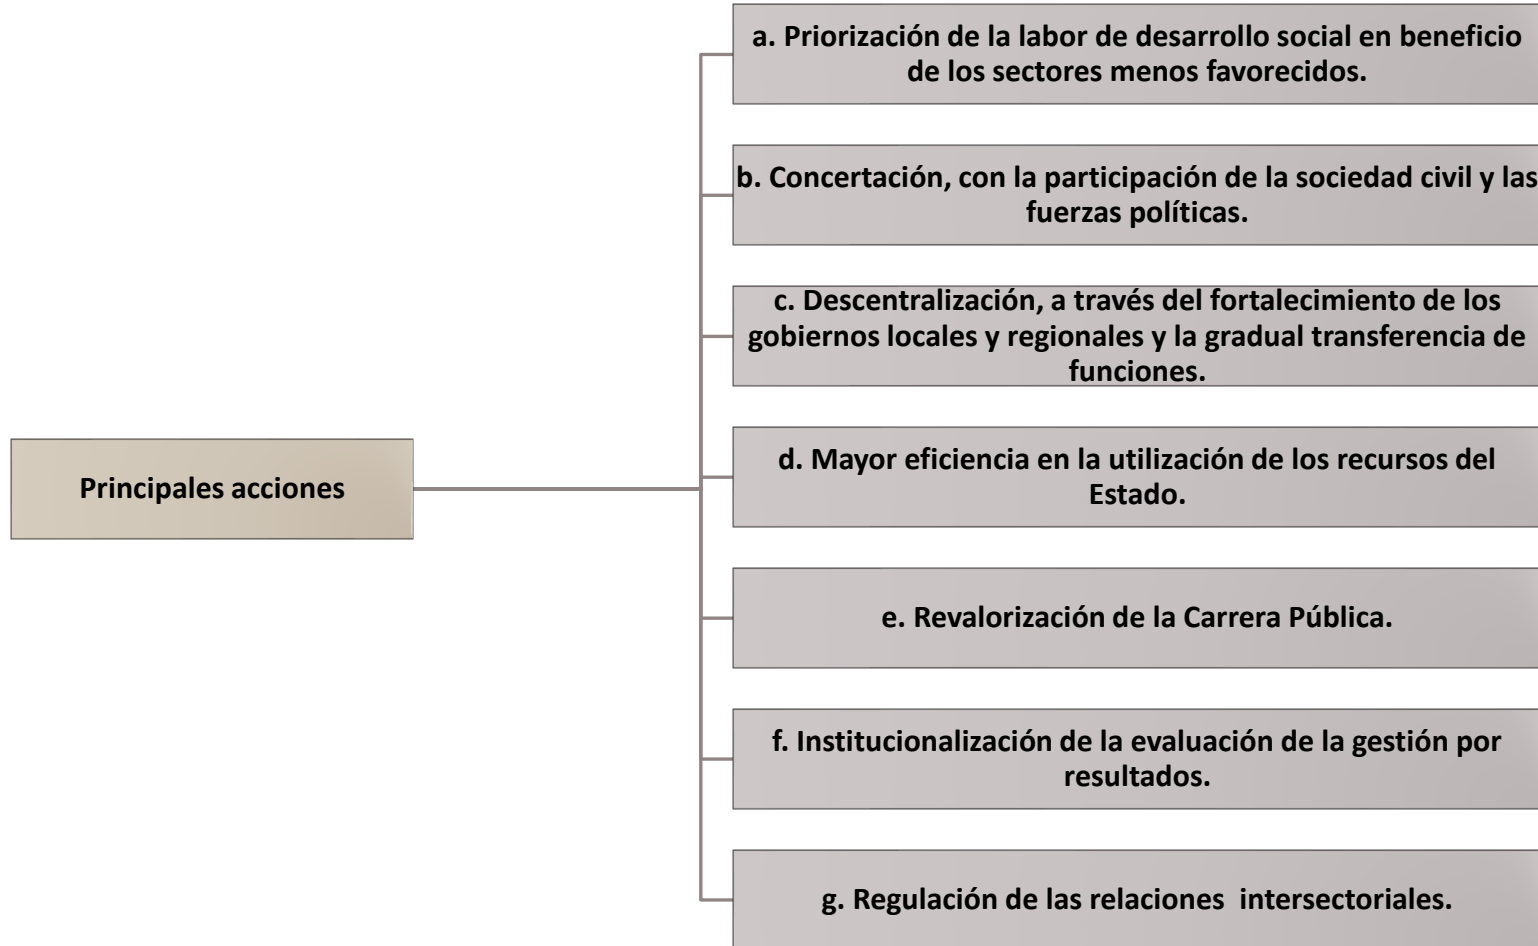 a. Priorización de la labor de desarrollo social en beneficio
de los sectores menos favorecidos.
b. Concertación, con la participación de la sociedad civil y las
fuerzas políticas.
c. Descentralización, a través del fortalecimiento de los
gobiernos locales y regionales y la gradual transferencia de
funciones.
Principales acciones
d. Mayor eficiencia en la utilización de los recursos del
Estado.
e. Revalorización de la Carrera Pública.
f. Institucionalización de la evaluación de la gestión por
resultados.
g. Regulación de las relaciones  intersectoriales.